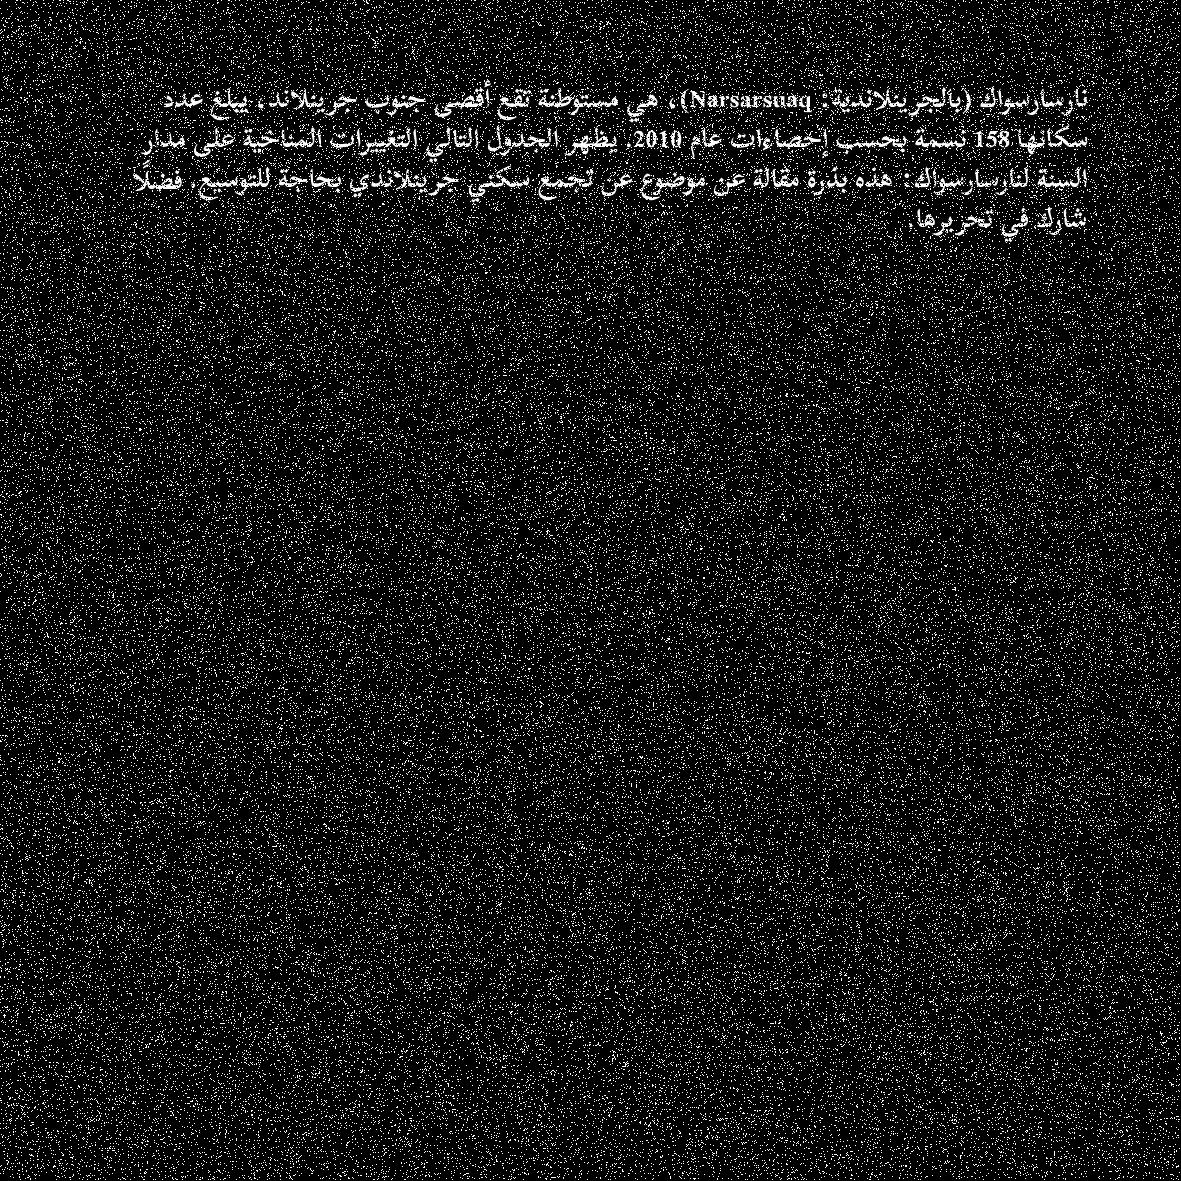 نارسارسواك (بالجرينلاندية: Narsarsuaq)، هي مستوطنة تقع أقصى جنوب جرينلاند، يبلغ عدد
سكانها 158 نسمة بحسب إحصاءات عام 2010. يظهر الجدول التالي التغييرات المناخية على مدار
السنة لنارسارسواك: هذه بذرة مقالة عن موضوع عن تجمع سكني جرينلاندي بحاجة للتوسيع. فضلًا
شارك في تحريرها.